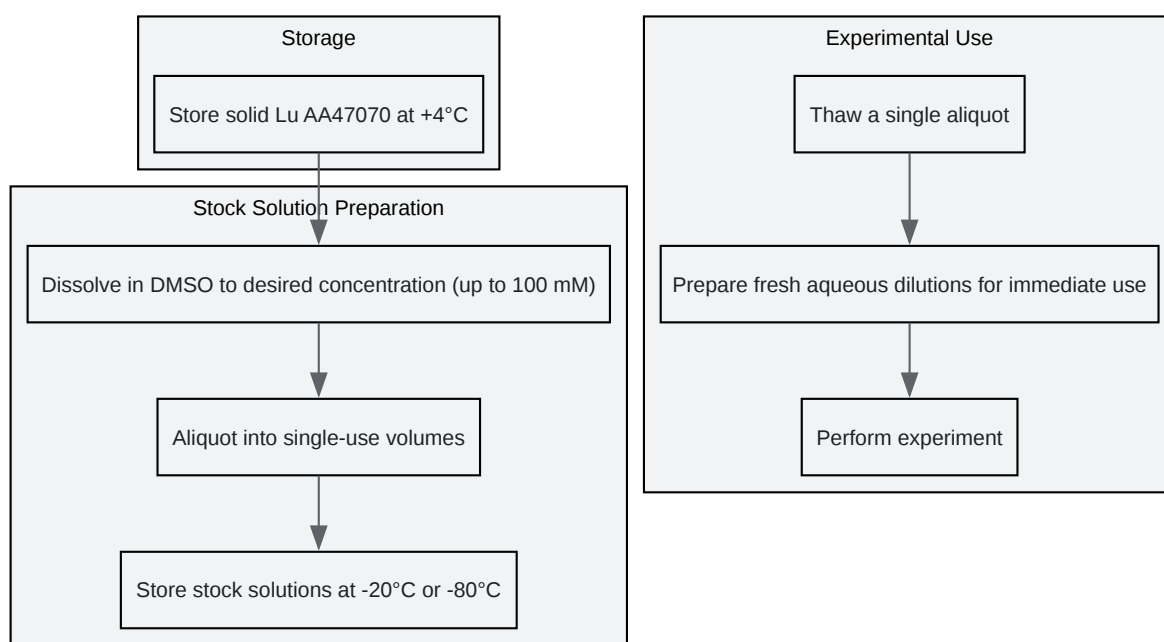 Storage
Store solid Lu AA47070 at +4°C
Stock Solution Preparation
Dissolve in DMSO to desired concentration (up to 100 mM)
Aliquot into single-use volumes
Store stock solutions at -20°C or -80°C
Experimental Use
Thaw a single aliquot
Prepare fresh aqueous dilutions for immediate use
Perform experiment